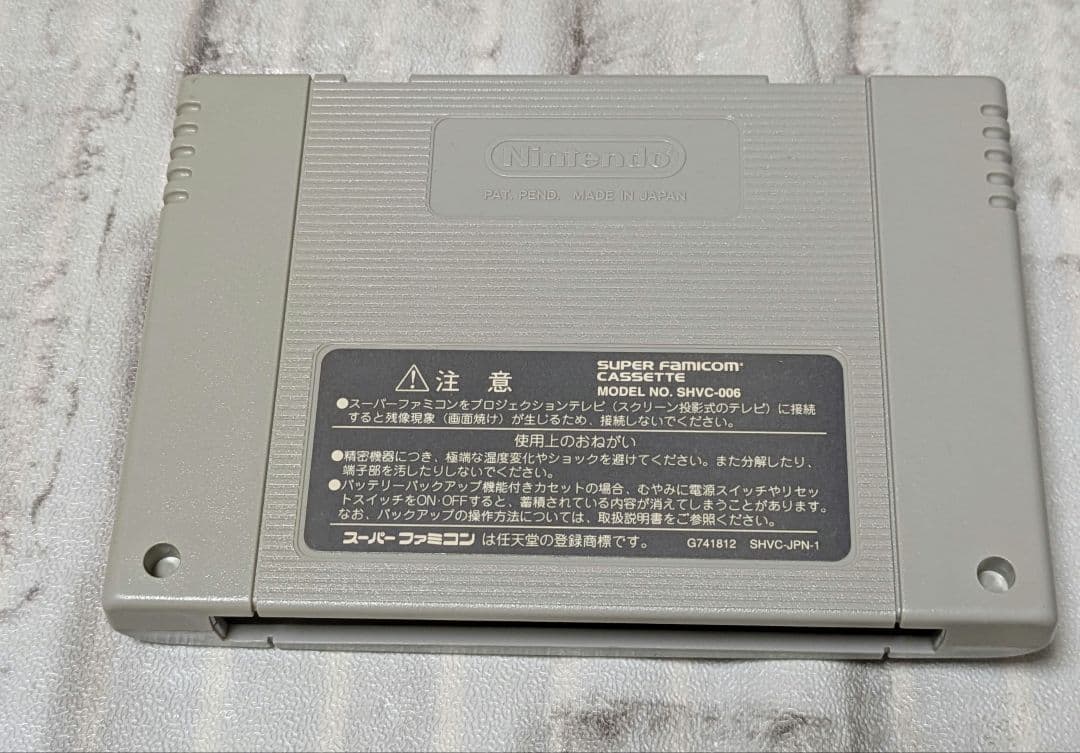 Nintendo
PAT. PEND. MADE IN JAPAN
⚠注 意
SUPER FAMICOM
CASSETTE
MODEL NO. SHVC-006
●スーパーファミコンをプロジェクションテレビ(スクリーン投影式のテレビ)に接続
すると残像現象(画面焼け)が生じるため、接続しないでください。
使用上のおねがい
●精密機器につき、極端な温度変化やショックを避けてください。また分解したり、
端子部を汚したりしないでください。
●バッテリーバックアップ機能付きカセットの場合、むやみに電源スイッチやリセッ
トスイッチをON・OFFすると、蓄積されている内容が消えてしまうことがあります。
なお、バックアップの操作方法については、取扱説明書をご参照ください。
スーパーファミコンは任天堂の登録商標です。 G741812 SHVC-JPN-1